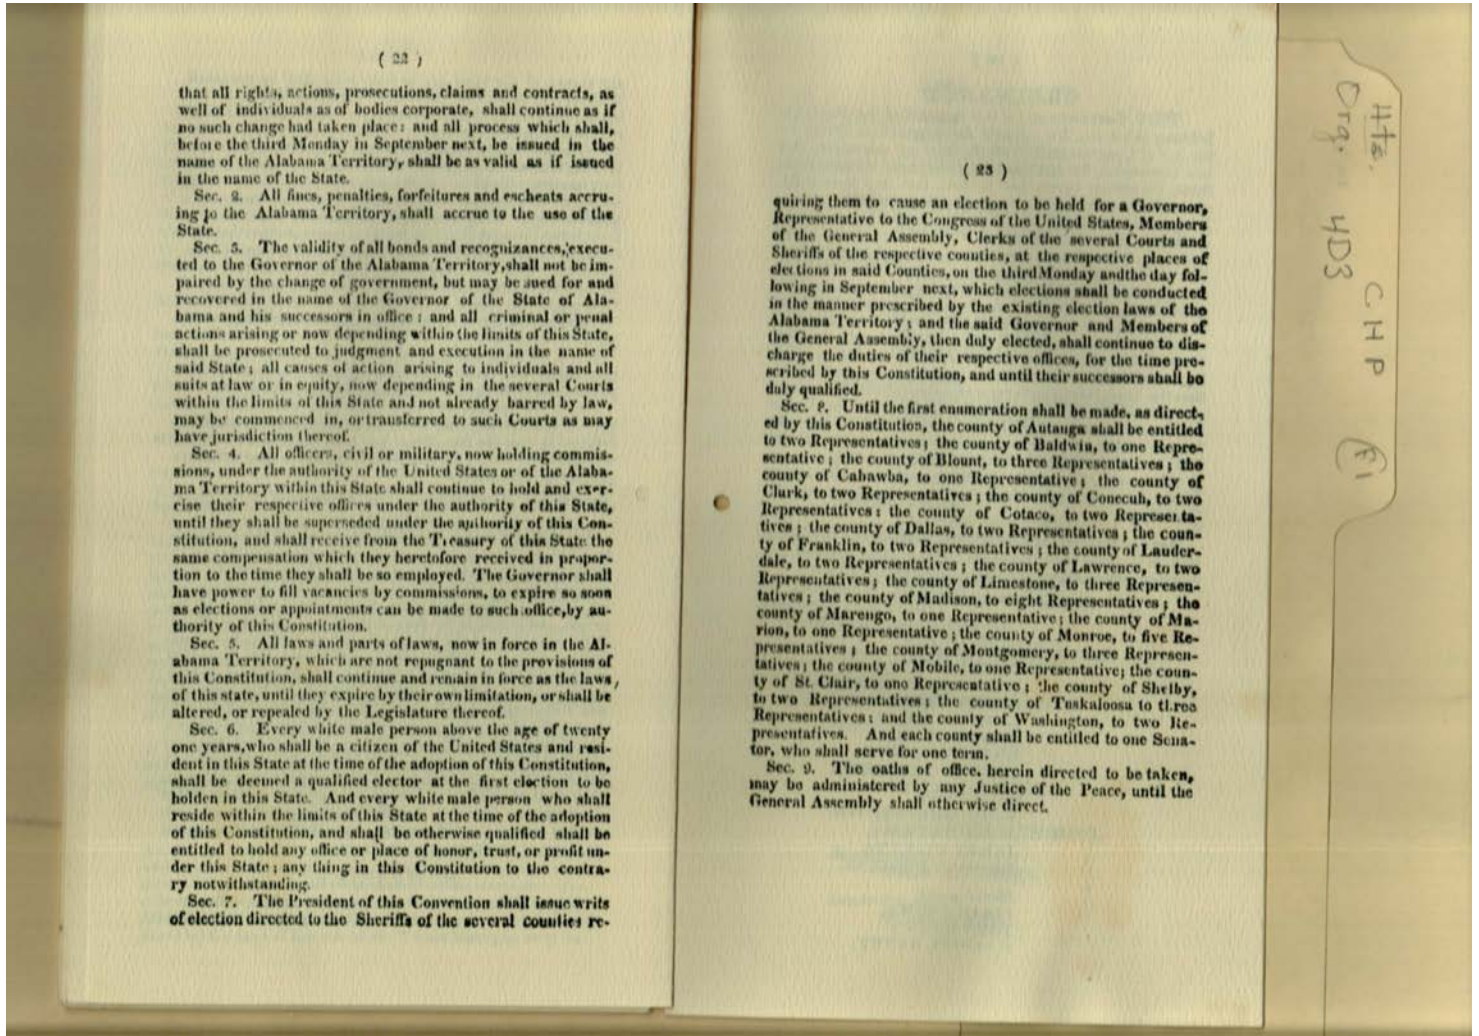 ( 22 )
that all rights, actions, prosecutions, claims and contracts, as
well of individuals as of bodies corporate, shall continue as if
no such change had taken place: and all process which shall,
before the third Monday in September next, be issued in the
name of the Alabama Territory, shall be as valid as if issued
in the name of the State.
Sec. 2. All fines, penalties, forfeitures and escheats accru-
ing to the Alabama Territory, shall accrue to the use of the
State.
Sec. 3. The validity of all bonds and recognizances, execu-
ted to the Governor of the Alabama Territory, shall not be im-
paired by the change of government, but may be sued for and
recovered in the name of the Governor of the State of Ala-
bama and his successors in office: and all criminal or penal
actions arising or now depending within the limits of this State,
shall be prosecuted to judgment and execution in the name of
said State; all causes of action arising to individuals and all
suits at law or in equity, now depending in the several Courts
within the limits of this State and not already barred by law,
may be commenced in, or transferred to such Courts as may
have jurisdiction thereof.
Sec. 4. All officers, civil or military, now holding commis-
sions, under the authority of the United States or of the Alaba-
ma Territory within this State shall continue to hold and exer-
cise their respective offices under the authority of this State,
until they shall be superseded under the authority of this Con-
stitution, and shall receive from the Treasury of this State the
same compensation which they heretofore received in propor-
tion to the time they shall be so employed. The Governor shall
have power to fill vacancies by commissions, to expire so soon
as elections or appointments can be made to such office, by au-
thority of this Constitution.
Sec. 5. All laws and parts of laws, now in force in the Al-
abama Territory, which are not repugnant to the provisions of
this Constitution, shall continue and remain in force as the laws,
of this state, until they expire by their own limitation, or shall be
altered, or repealed by the Legislature thereof.
Sec. 6. Every white male person above the age of twenty
one years, who shall be a citizen of the United States and resi-
dent in this State at the time of the adoption of this Constitution,
shall be deemed a qualified elector at the first election to be
holden in this State. And every white male person who shall
reside within the limits of this State at the time of the adoption
of this Constitution, and shall be otherwise qualified shall be
entitled to hold any office or place of honor, trust, or profit un-
der this State; any thing in this Constitution to the contra-
ry notwithstanding.
Sec. 7. The President of this Convention shall issue writs
of election directed to the Sheriffs of the several counties re-
( 23 )
quiring them to cause an election to be held for a Governor,
Representative to the Congress of the United States, Members
of the General Assembly, Clerks of the several Courts and
Sheriffs of the respective counties, at the respective places of
elections in said Counties, on the third Monday andthe day fol-
lowing in September next, which elections shall be conducted
in the manner prescribed by the existing election laws of the
Alabama Territory; and the said Governor and Members of
the General Assembly, then duly elected, shall continue to dis-
charge the duties of their respective offices, for the time pre-
scribed by this Constitution, and until their successors shall be
duly qualified.
Sec. 8. Until the first enumeration shall be made, as direct-
ed by this Constitution, the county of Autauga shall be entitled
to two Representatives; the county of Baldwin, to one Repre-
sentative; the county of Blount, to three Representatives; the
county of Cahawba, to one Representative; the county of
Clark, to two Representatives; the county of Conecuh, to two
Representatives: the county of Cotaco, to two Representa-
tives; the county of Dallas, to two Representatives; the coun-
ty of Franklin, to two Representatives; the county of Lauder-
dale, to two Representatives; the county of Lawrence, to two
Representatives; the county of Limestone, to three Represen-
tatives; the county of Madison, to eight Representatives; the
county of Marengo, to one Representative; the county of Ma-
rion, to one Representative; the county of Monroe, to five Re-
presentatives; the county of Montgomery, to three Represen-
tatives; the county of Mobile, to one Representative; the coun-
ty of St. Clair, to one Representative; the county of Shelby,
to two Representatives; the county of Tuskaloosa to three
Representatives: and the county of Washington, to two Re-
presentatives. And each county shall be entitled to one Sena-
tor, who shall serve for one term.
Sec. 9. The oaths of office, herein directed to be taken,
may be administered by any Justice of the Peace, until the
General Assembly shall otherwise direct.
Hte. CHP
Org. 4D3